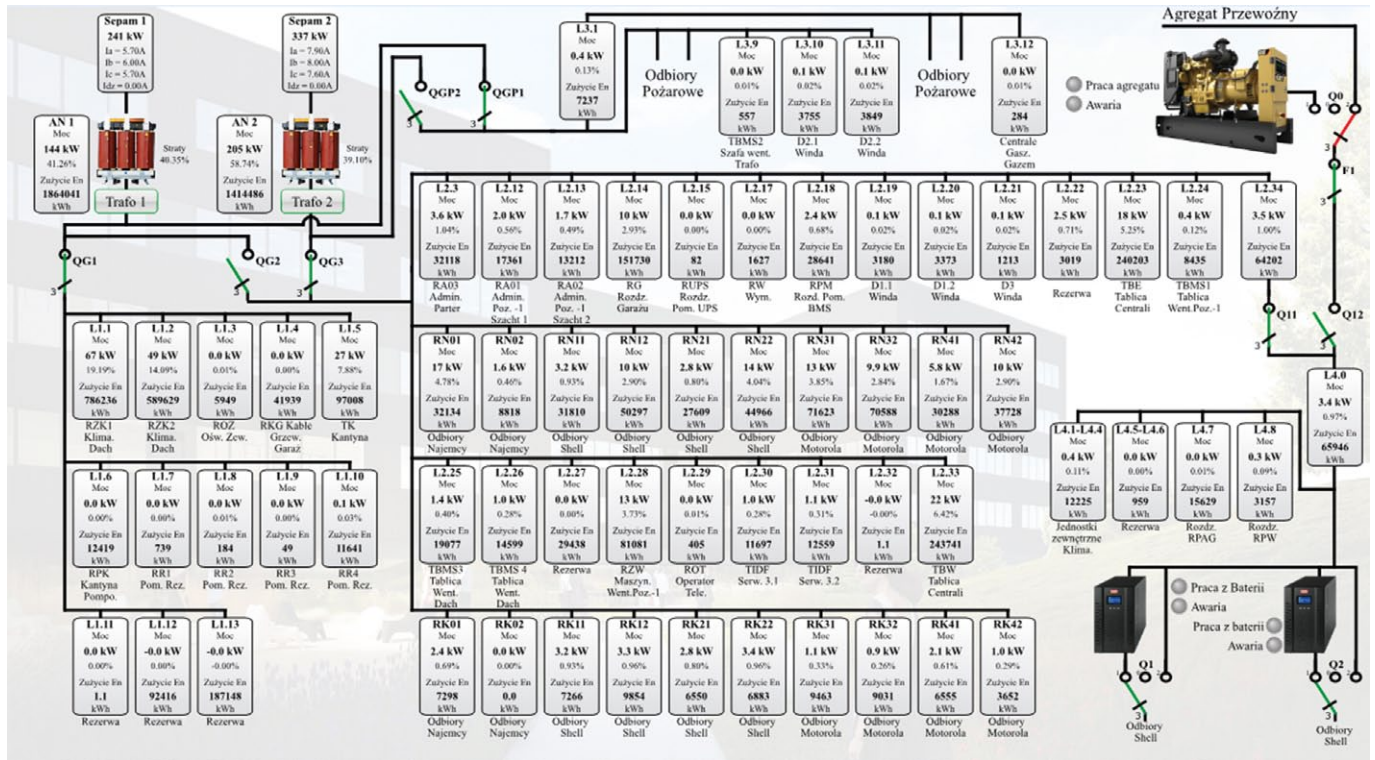 Sepam 1
241 kW
Ia = 5.70A
Ib = 6.00A
Ic = 5.70A
Idz = 0.00A
Sepam 2
337 kW
Ia = 7.90A
Ib = 8.00A
Ic = 7.60A
Idz = 0.00A
AN 1
Moc
144 kW
41.26%
Zużycie En
1864041
kWh
Straty
40.35%
Trafo 1
AN 2
Moc
205 kW
58.74%
Zużycie En
1414486
kWh
Straty
39.10%
Trafo 2
QGP2
3
QGP1
3
L3.1
Moc
0.4 kW
0.13%
Zużycie En
7237
kWh
Odbiory
Pożarowe
L3.9
Moc
0.0 kW
0.01%
Zużycie En
557
kWh
TBMS2
Szafa went.
Trafo
L3.10
Moc
0.1 kW
0.02%
Zużycie En
3755
kWh
D2.1
Winda
L3.11
Moc
0.1 kW
0.02%
Zużycie En
3849
kWh
D2.2
Winda
Odbiory
Pożarowe
L3.12
Moc
0.0 kW
0.01%
Zużycie En
284
kWh
Centrale
Gasz.
Gazem
Agregat Przewoźny
Praca agregatu
Awaria
Q0
3
F1
3
QG1
3
QG2
3
QG3
3
L2.3
Moc
3.6 kW
1.04%
Zużycie En
32118
kWh
RA03
Admin.
Parter
L2.12
Moc
2.0 kW
0.56%
Zużycie En
17361
kWh
RA01
Admin.
Poz. -1
Szacht 1
L2.13
Moc
1.7 kW
0.49%
Zużycie En
13212
kWh
RA02
Admin.
Poz. -1
Szacht 2
L2.14
Moc
10 kW
2.93%
Zużycie En
151730
kWh
RG
Rozdz.
Garażu
L2.15
Moc
0.0 kW
0.00%
Zużycie En
82
kWh
RUPS
Rozdz.
Pom. UPS
L2.17
Moc
0.0 kW
0.00%
Zużycie En
1627
kWh
RW
Wym.
L2.18
Moc
2.4 kW
0.68%
Zużycie En
28641
kWh
RPM
Rozd. Pom.
BMS
L2.19
Moc
0.1 kW
0.02%
Zużycie En
3180
kWh
D1.1
Winda
L2.20
Moc
0.1 kW
0.02%
Zużycie En
3373
kWh
D1.2
Winda
L2.21
Moc
0.1 kW
0.02%
Zużycie En
1213
kWh
D3
Winda
L2.22
Moc
2.5 kW
0.71%
Zużycie En
3019
kWh
Rezerwa
L2.23
Moc
18 kW
5.25%
Zużycie En
240203
kWh
TBE
Tablica
Centrali
L2.24
Moc
0.4 kW
0.12%
Zużycie En
8435
kWh
TBMS1
Tablica
Went.Poz.-1
L2.34
Moc
3.5 kW
1.00%
Zużycie En
64202
kWh
Q11
3
Q12
3
L1.1
Moc
67 kW
19.19%
Zużycie En
786236
kWh
RZK1
Klima.
Dach
L1.2
Moc
49 kW
14.09%
Zużycie En
589629
kWh
RZK2
Klima.
Dach
L1.3
Moc
0.0 kW
0.01%
Zużycie En
5949
kWh
ROZ
Ośw. Zew.
L1.4
Moc
0.0 kW
0.00%
Zużycie En
41939
kWh
RKG Kable
Grzew.
Garaż
L1.5
Moc
27 kW
7.88%
Zużycie En
97008
kWh
TK
Kantyna
RN01
Moc
17 kW
4.78%
Zużycie En
32134
kWh
Odbiory
Najemcy
RN02
Moc
1.6 kW
0.46%
Zużycie En
8818
kWh
Odbiory
Najemcy
RN11
Moc
3.2 kW
0.93%
Zużycie En
31810
kWh
Odbiory
Shell
RN12
Moc
10 kW
2.90%
Zużycie En
50297
kWh
Odbiory
Shell
RN21
Moc
2.8 kW
0.80%
Zużycie En
27609
kWh
Odbiory
Shell
RN22
Moc
14 kW
4.04%
Zużycie En
44966
kWh
Odbiory
Shell
RN31
Moc
13 kW
3.85%
Zużycie En
71623
kWh
Odbiory
Motorola
RN32
Moc
9.9 kW
2.84%
Zużycie En
70588
kWh
Odbiory
Motorola
RN41
Moc
5.8 kW
1.67%
Zużycie En
30288
kWh
Odbiory
Motorola
RN42
Moc
10 kW
2.90%
Zużycie En
37728
kWh
Odbiory
Motorola
L4.0
Moc
3.4 kW
0.97%
Zużycie En
65946
kWh
L4.1-L4.4
Moc
0.4 kW
0.11%
Zużycie En
12225
kWh
Jednostki
zewnętrzne
Klima.
L4.5-L4.6
Moc
0.0 kW
0.00%
Zużycie En
959
kWh
Rezerwa
L4.7
Moc
0.0 kW
0.01%
Zużycie En
15629
kWh
Rozdz.
RPAG
L4.8
Moc
0.3 kW
0.09%
Zużycie En
3157
kWh
Rozdz.
RPW
L1.6
Moc
0.0 kW
0.00%
Zużycie En
12419
kWh
RPK
Kantyna
Pompo.
L1.7
Moc
0.0 kW
0.00%
Zużycie En
739
kWh
RR1
Pom. Rez.
L1.8
Moc
0.0 kW
0.01%
Zużycie En
184
kWh
RR2
Pom. Rez.
L1.9
Moc
0.0 kW
0.00%
Zużycie En
49
kWh
RR3
Pom. Rez.
L1.10
Moc
0.1 kW
0.03%
Zużycie En
11641
kWh
RR4
Pom. Rez.
L2.25
Moc
1.4 kW
0.40%
Zużycie En
19077
kWh
TBMS3
Tablica
Went.
Dach
L2.26
Moc
1.0 kW
0.28%
Zużycie En
14599
kWh
TBMS 4
Tablica
Went.
Dach
L2.27
Moc
0.0 kW
0.00%
Zużycie En
29438
kWh
Rezerwa
L2.28
Moc
13 kW
3.73%
Zużycie En
81081
kWh
RZW
Maszyn.
Went.Poz.-1
L2.29
Moc
0.0 kW
0.01%
Zużycie En
405
kWh
ROT
Operator
Tele.
L2.30
Moc
1.0 kW
0.28%
Zużycie En
11697
kWh
TIDF
Serw. 3.1
L2.31
Moc
1.1 kW
0.31%
Zużycie En
12559
kWh
TIDF
Serw. 3.2
L2.32
Moc
-0.0 kW
-0.00%
Zużycie En
1.1
kWh
Rezerwa
L2.33
Moc
22 kW
6.42%
Zużycie En
243741
kWh
TBW
Tablica
Centrali
L1.11
Moc
0.0 kW
0.00%
Zużycie En
1.1
kWh
Rezerwa
L1.12
Moc
-0.0 kW
0.00%
Zużycie En
92416
kWh
Rezerwa
L1.13
Moc
-0.0 kW
-0.00%
Zużycie En
187148
kWh
Rezerwa
RK01
Moc
2.4 kW
0.69%
Zużycie En
7298
kWh
Odbiory
Najemcy
RK02
Moc
0.0 kW
0.00%
Zużycie En
0.0
kWh
Odbiory
Najemcy
RK11
Moc
3.2 kW
0.93%
Zużycie En
7266
kWh
Odbiory
Shell
RK12
Moc
3.3 kW
0.96%
Zużycie En
9854
kWh
Odbiory
Shell
RK21
Moc
2.8 kW
0.80%
Zużycie En
6550
kWh
Odbiory
Shell
RK22
Moc
3.4 kW
0.96%
Zużycie En
6883
kWh
Odbiory
Shell
RK31
Moc
1.1 kW
0.33%
Zużycie En
9463
kWh
Odbiory
Motorola
RK32
Moc
0.9 kW
0.26%
Zużycie En
9031
kWh
Odbiory
Motorola
RK41
Moc
2.1 kW
0.61%
Zużycie En
6555
kWh
Odbiory
Motorola
RK42
Moc
1.0 kW
0.29%
Zużycie En
3652
kWh
Odbiory
Motorola
Praca z Baterii
Awaria
Praca z baterii
Awaria
Q1
3
Odbiory
Shell
Q2
3
Odbiory
Shell